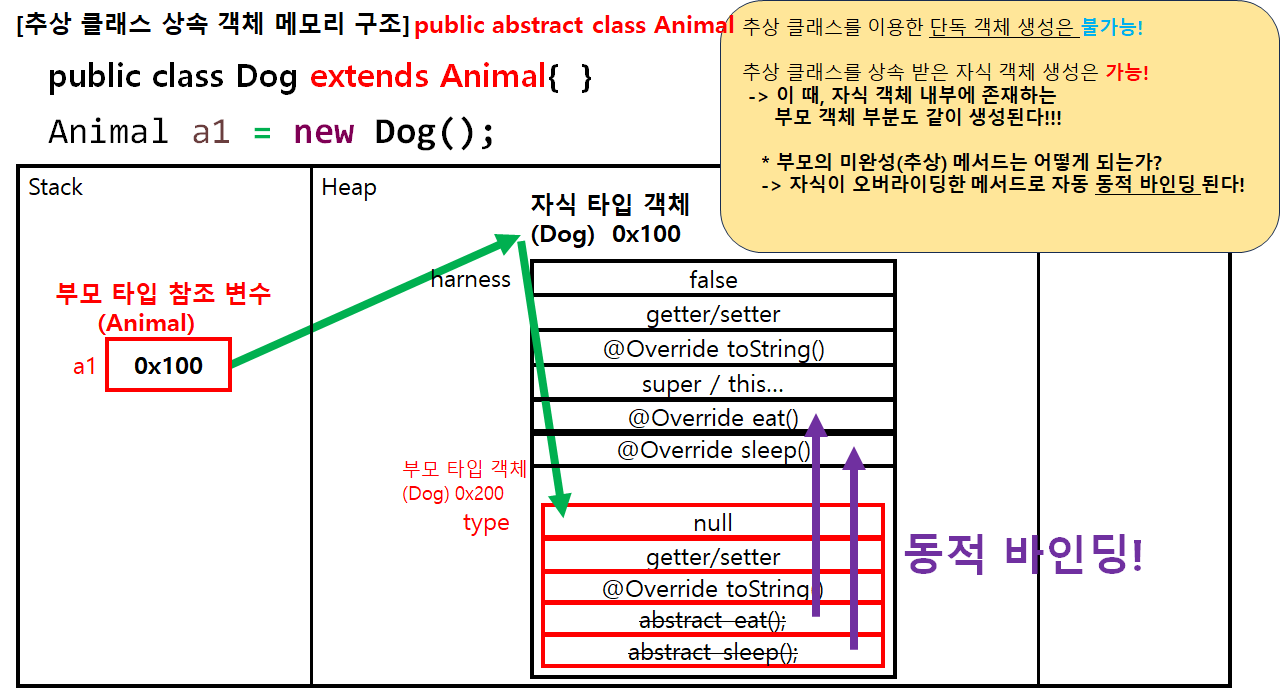 [추상 클래스 상속 객체 메모리 구조] public abstract class Animal
public class Dog extends Animal{ }
Animal a1 = new Dog();
추상 클래스를 이용한 단독 객체 생성은 불가능!
추상 클래스를 상속 받은 자식 객체 생성은 가능!
-> 이 때, 자식 객체 내부에 존재하는
부모 객체 부분도 같이 생성된다!!!
* 부모의 미완성(추상) 메서드는 어떻게 되는가?
-> 자식이 오버라이딩한 메서드로 자동 동적 바인딩 된다!
Stack
Heap
부모 타입 참조 변수
(Animal)
a1
0x100
자식 타입 객체
(Dog) 0x100
harness
false
getter/setter
@Override toString()
super / this...
@Override eat()
@Override sleep()
부모 타입 객체
(Dog) 0x200
type
null
getter/setter
@Override toString()
abstract eat();
abstract sleep();
동적 바인딩!